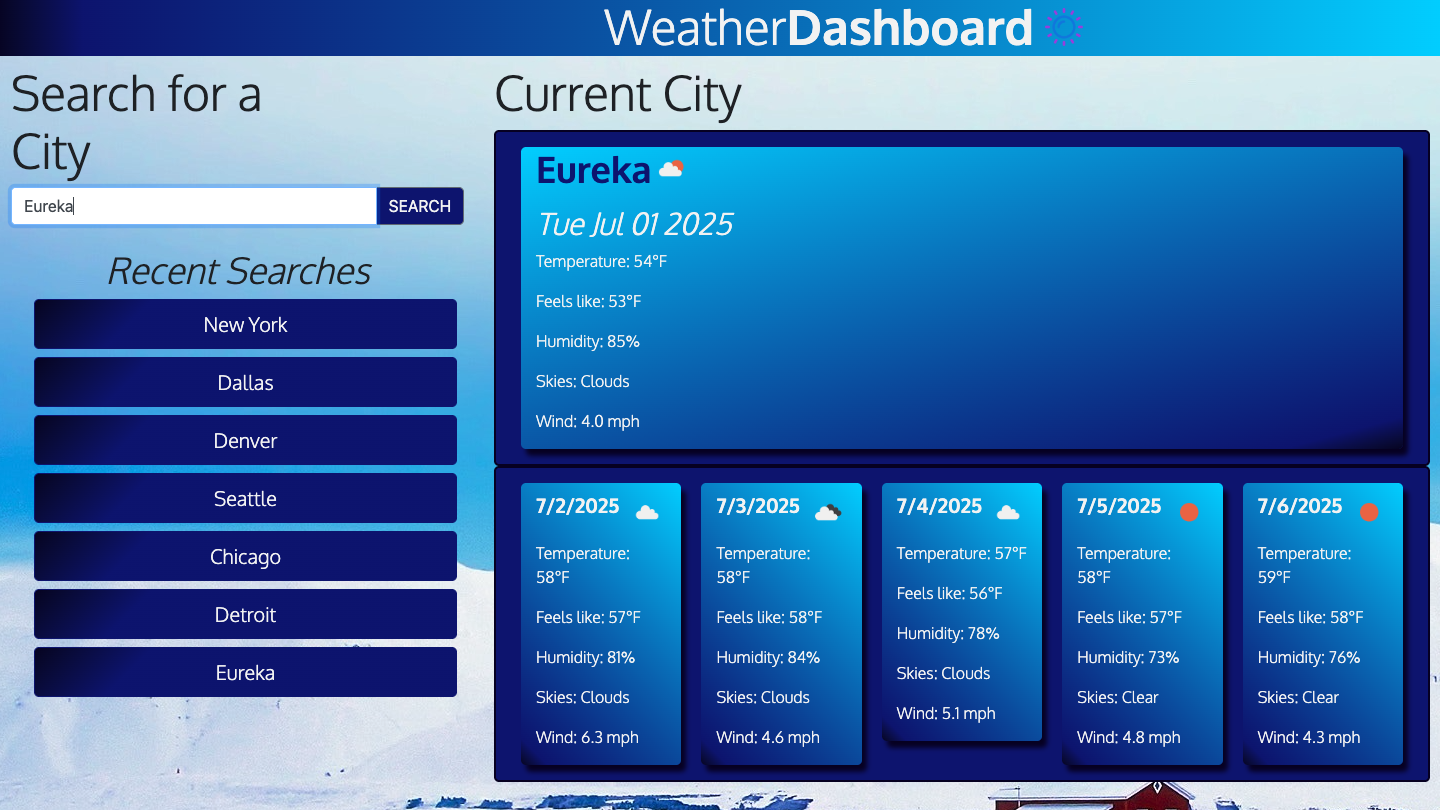 WeatherDashboard
Search for a
City
Eureka
SEARCH
Recent Searches
New York
Dallas
Denver
Seattle
Chicago
Detroit
Eureka
Current City
Eureka
Tue Jul 01 2025
Temperature: 54°F
Feels like: 53°F
Humidity: 85%
Skies: Clouds
Wind: 4.0 mph
7/2/2025
Temperature:
58°F
Feels like: 57°F
Humidity: 81%
Skies: Clouds
Wind: 6.3 mph
7/3/2025
Temperature:
58°F
Feels like: 58°F
Humidity: 84%
Skies: Clouds
Wind: 4.6 mph
7/4/2025
Temperature: 57°F
Feels like: 56°F
Humidity: 78%
Skies: Clouds
Wind: 5.1 mph
7/5/2025
Temperature:
58°F
Feels like: 57°F
Humidity: 73%
Skies: Clear
Wind: 4.8 mph
7/6/2025
Temperature:
59°F
Feels like: 58°F
Humidity: 76%
Skies: Clear
Wind: 4.3 mph